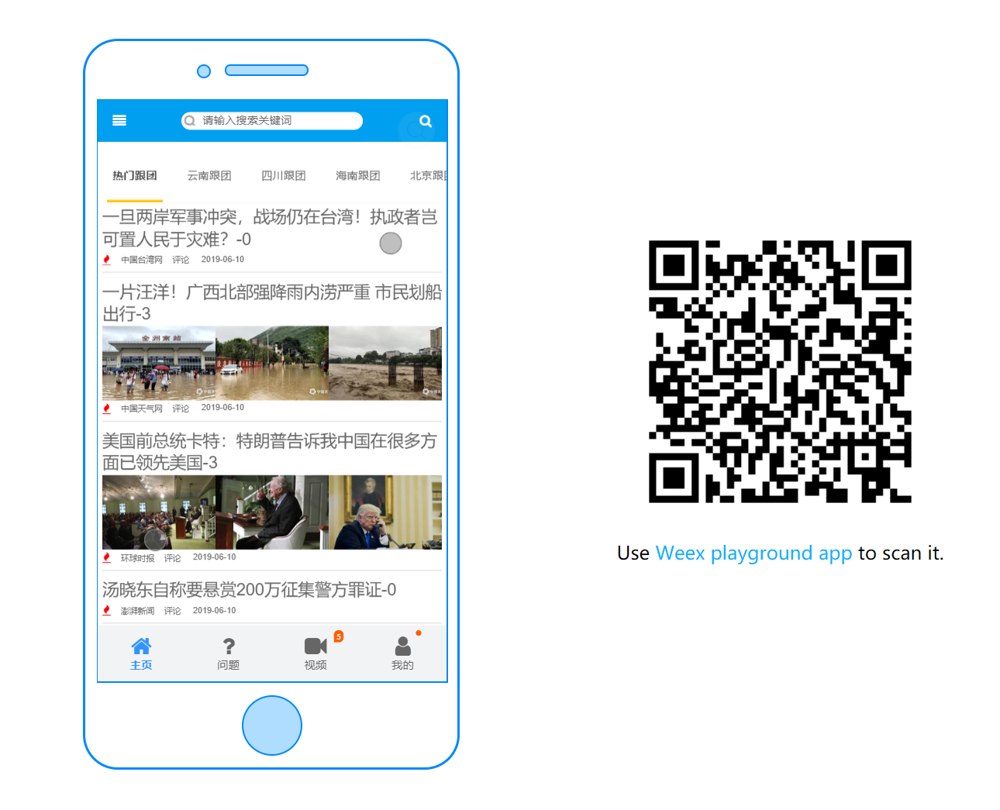 请输入搜索关键词
热门跟团 云南跟团 四川跟团 海南跟团 北京跟团
一旦两岸军事冲突，战场仍在台湾！执政者岂
可置人民于灾难？-0
中国台湾网 评论 2019-06-10
一片汪洋！广西北部强降雨内涝严重 市民划船
出行-3
全州南站
中国天气网 评论 2019-06-10
美国前总统卡特：特朗普告诉我中国在很多方
面已领先美国-3
环球时报 评论 2019-06-10
汤晓东自称要悬赏200万征集警方罪证-0
澎湃新闻 评论 2019-06-10
5
主页 问题 视频 我的
Use Weex playground app to scan it.